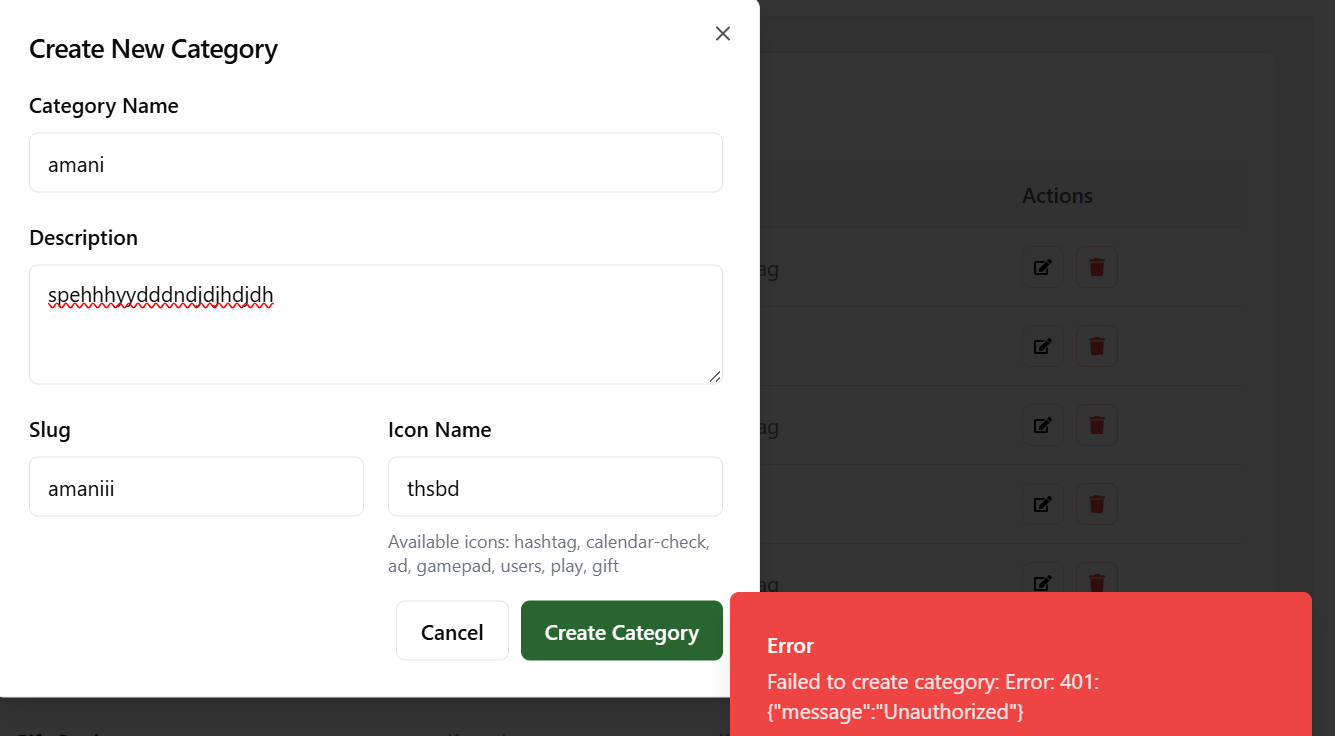 Create New Category
Category Name
amani
Description
spehhhyydddndjdjhdjdh
Slug
Icon Name
amaniii
thsbd
Available icons: hashtag, calendar-check,
ad, gamepad, users, play, gift
Cancel
Create Category
Actions
ag
ag
ag
Error
Failed to create category: Error: 401:
{"message":"Unauthorized"}